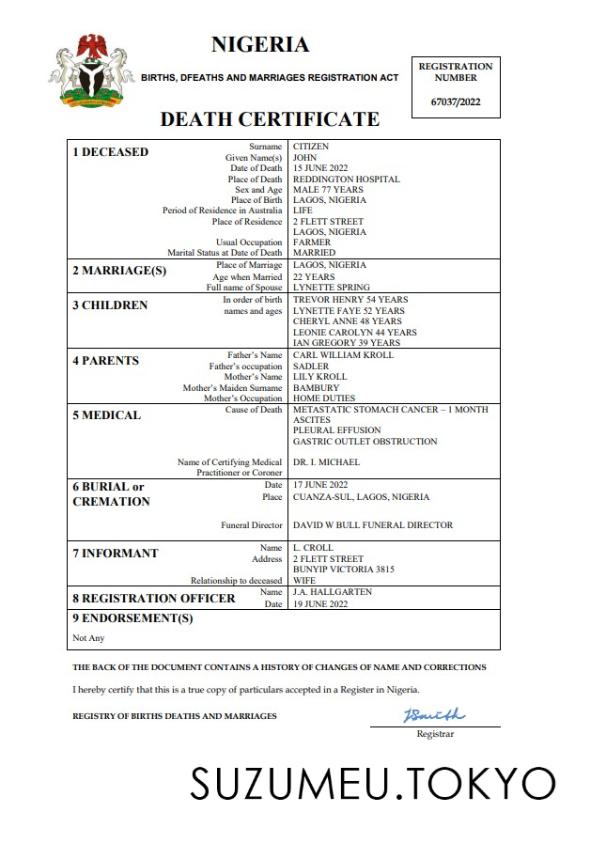 NIGERIA
BIRTHS, DFEATHS AND MARRIAGES REGISTRATION ACT
REGISTRATION
NUMBER
67037/2022
DEATH CERTIFICATE
1 DECEASED
Surname CITIZEN
Given Name(s) JOHN
Date of Death 15 JUNE 2022
Place of Death REDDINGTON HOSPITAL
Sex and Age MALE 77 YEARS
Place of Birth LAGOS, NIGERIA
Period of Residence in Australia LIFE
Place of Residence 2 FLETT STREET
LAGOS, NIGERIA
Usual Occupation FARMER
Marital Status at Date of Death MARRIED
2 MARRIAGE(S)
Place of Marriage LAGOS, NIGERIA
Age when Married 22 YEARS
Full name of Spouse LYNETTE SPRING
3 CHILDREN
In order of birth TREVOR HENRY 54 YEARS
names and ages LYNETTE FAYE 52 YEARS
CHERYL ANNE 48 YEARS
LEONIE CAROLYN 44 YEARS
IAN GREGORY 39 YEARS
4 PARENTS
Father's Name CARL WILLIAM KROLL
Father's occupation SADLER
Mother's Name LILY KROLL
Mother's Maiden Surname BAMBURY
Mother's Occupation HOME DUTIES
5 MEDICAL
Cause of Death METASTATIC STOMACH CANCER – 1 MONTH
ASCITES
PLEURAL EFFUSION
GASTRIC OUTLET OBSTRUCTION
Name of Certifying Medical DR. I. MICHAEL
Practitioner or Coroner
6 BURIAL or
CREMATION
Date 17 JUNE 2022
Place CUANZA-SUL, LAGOS, NIGERIA
Funeral Director DAVID W BULL FUNERAL DIRECTOR
7 INFORMANT
Name L. CROLL
Address 2 FLETT STREET
BUNYIP VICTORIA 3815
Relationship to deceased WIFE
8 REGISTRATION OFFICER
Name J.A. HALLGARTEN
Date 19 JUNE 2022
9 ENDORSEMENT(S)
Not Any
THE BACK OF THE DOCUMENT CONTAINS A HISTORY OF CHANGES OF NAME AND CORRECTIONS
I hereby certify that this is a true copy of particulars accepted in a Register in Nigeria.
REGISTRY OF BIRTHS DEATHS AND MARRIAGES
JSmith
Registrar
SUZUMEU.TOKYO